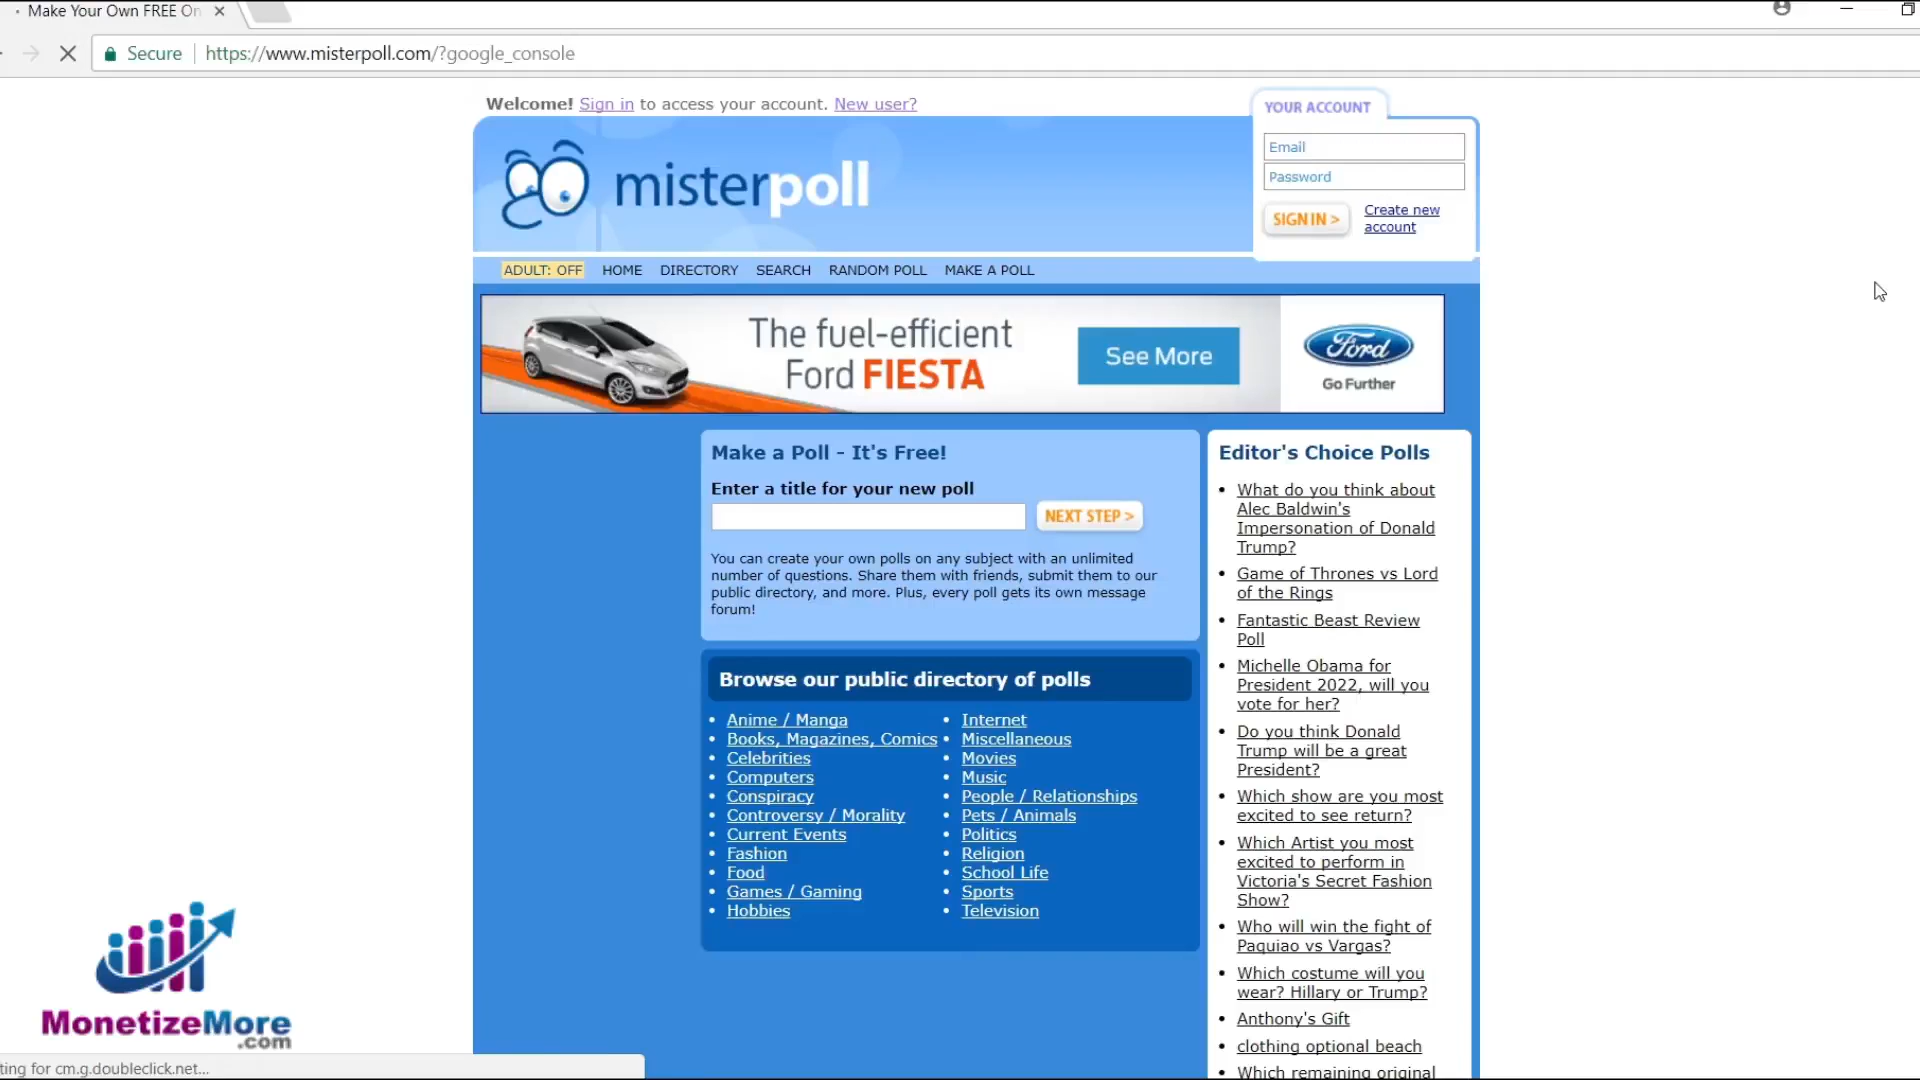 Make Your Own FREE On
Secure https://www.misterpoll.com/?google_console
Welcome! Sign in to access your account. New user?
YOUR ACCOUNT
Email
Password
SIGN IN >
Create new
account
misterpoll
ADULT: OFF HOME DIRECTORY SEARCH RANDOM POLL MAKE A POLL
The fuel-efficient
Ford FIESTA
See More
Ford
Go Further
Make a Poll - It's Free!
Enter a title for your new poll
NEXT STEP >
You can create your own polls on any subject with an unlimited
number of questions. Share them with friends, submit them to our
public directory, and more. Plus, every poll gets its own message
forum!
Browse our public directory of polls
Anime / Manga
Books, Magazines, Comics
Celebrities
Computers
Conspiracy
Controversy / Morality
Current Events
Fashion
Food
Games / Gaming
Hobbies
Internet
Miscellaneous
Movies
Music
People / Relationships
Pets / Animals
Politics
Religion
School Life
Sports
Television
Editor's Choice Polls
What do you think about
Alec Baldwin's
Impersonation of Donald
Trump?
Game of Thrones vs Lord
of the Rings
Fantastic Beast Review
Poll
Michelle Obama for
President 2022, will you
vote for her?
Do you think Donald
Trump will be a great
President?
Which show are you most
excited to see return?
Which Artist you most
excited to perform in
Victoria's Secret Fashion
Show?
Who will win the fight of
Paquiao vs Vargas?
Which costume will you
wear? Hillary or Trump?
Anthony's Gift
clothing optional beach
Which remaining original
MonetizeMore
.com
ting for cm.g.doubleclick.net...